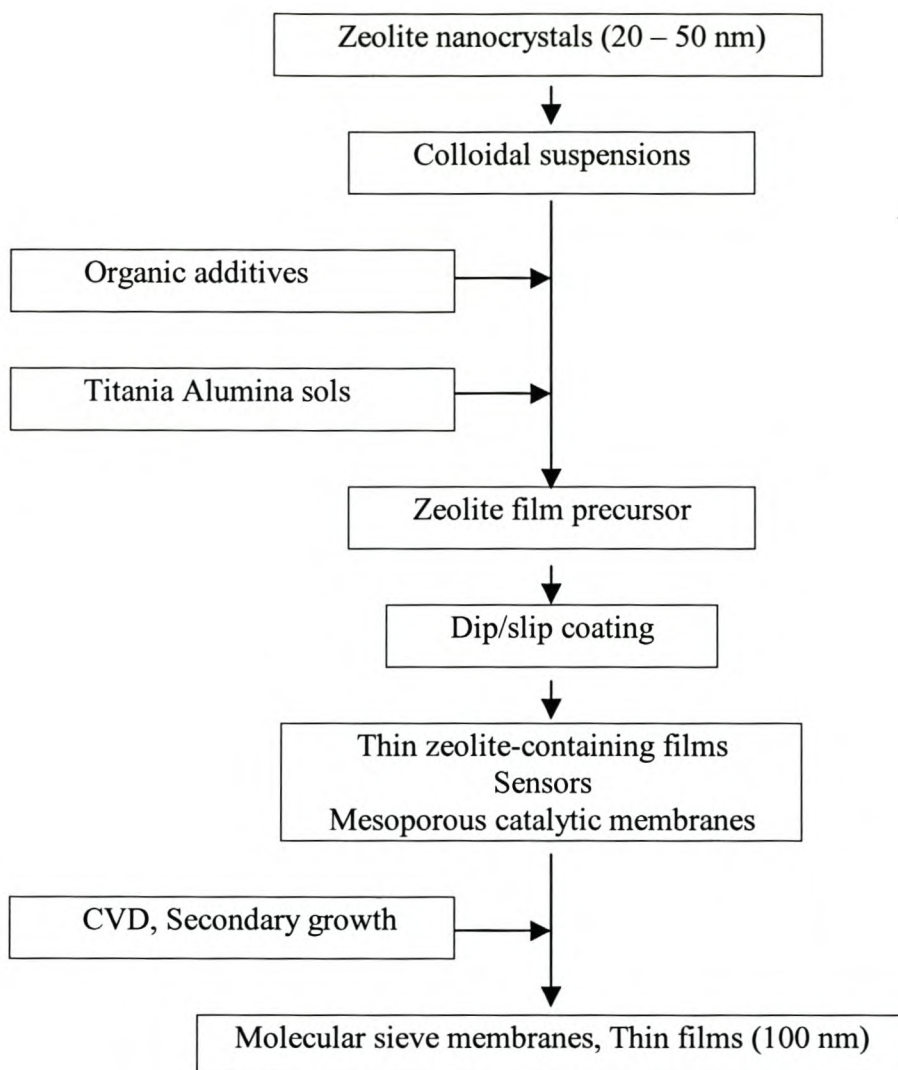 Zeolite nanocrystals (20 – 50 nm)
Colloidal suspensions
Organic additives
Titania Alumina sols
Zeolite film precursor
Dip/slip coating
Thin zeolite-containing films
Sensors
Mesoporous catalytic membranes
CVD, Secondary growth
Molecular sieve membranes, Thin films (100 nm)